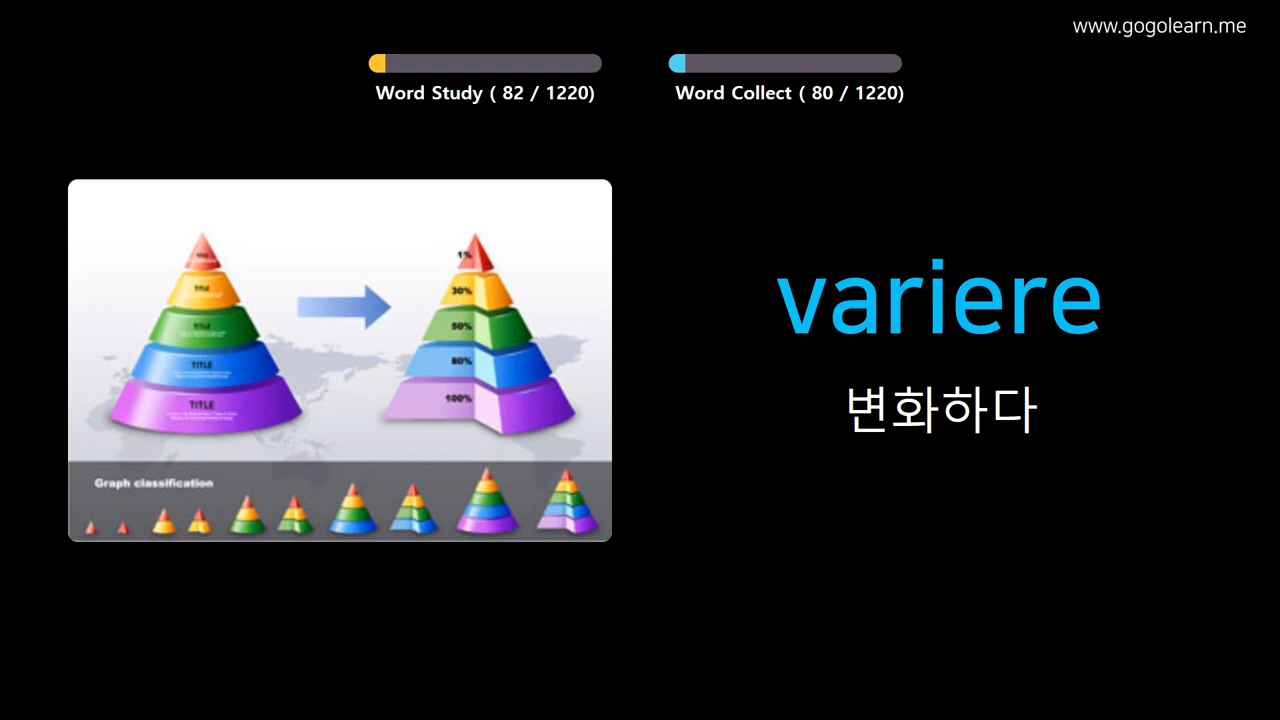 www.gogolearn.me
Word Study ( 82 / 1220)
Word Collect ( 80 / 1220)
variere
변화하다
TITLE
TITLE
TITLE
TITLE
1%
30%
50%
80%
100%
Graph classification